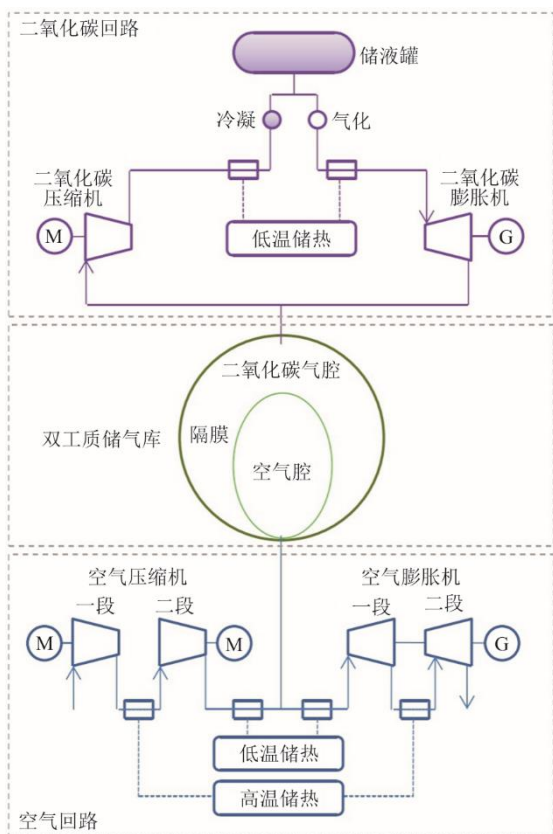 二氧化碳回路
储液罐
冷凝
气化
二氧化碳
压缩机
二氧化碳
膨胀机
M
低温储热
G
二氧化碳气腔
双工质储气库
隔膜
空气腔
空气压缩机
空气膨胀机
一段
二段
一段
二段
M
M
G
低温储热
高温储热
空气回路